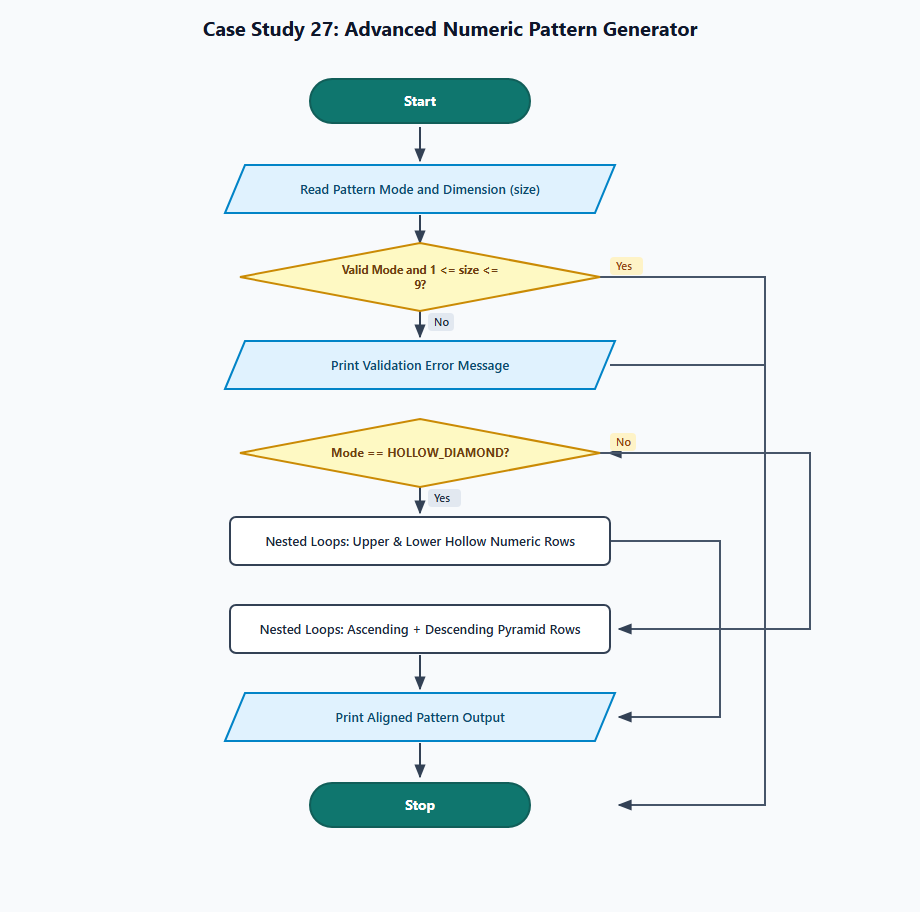 Case Study 27: Advanced Numeric Pattern Generator
Start
Read Pattern Mode and Dimension (size)
Valid Mode and 1 <= size <=
9?
Yes
No
Print Validation Error Message
Mode == HOLLOW_DIAMOND?
No
Yes
Nested Loops: Upper & Lower Hollow Numeric Rows
Nested Loops: Ascending + Descending Pyramid Rows
Print Aligned Pattern Output
Stop